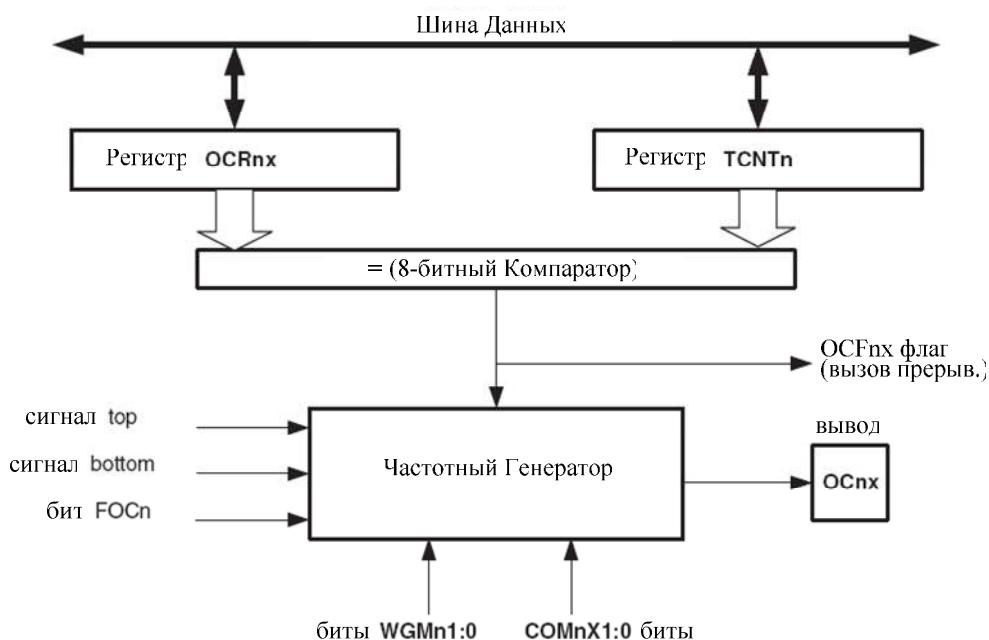 Шина Данных
Регистр OCRnx
Регистр TCNTn
= (8-битный Компаратор)
OCFnx флаг
(вызов прерыв.)
сигнал top
сигнал bottom
бит FOCn
Частотный Генератор
вывод
OCnx
биты WGMn1:0
COMnX1:0 биты